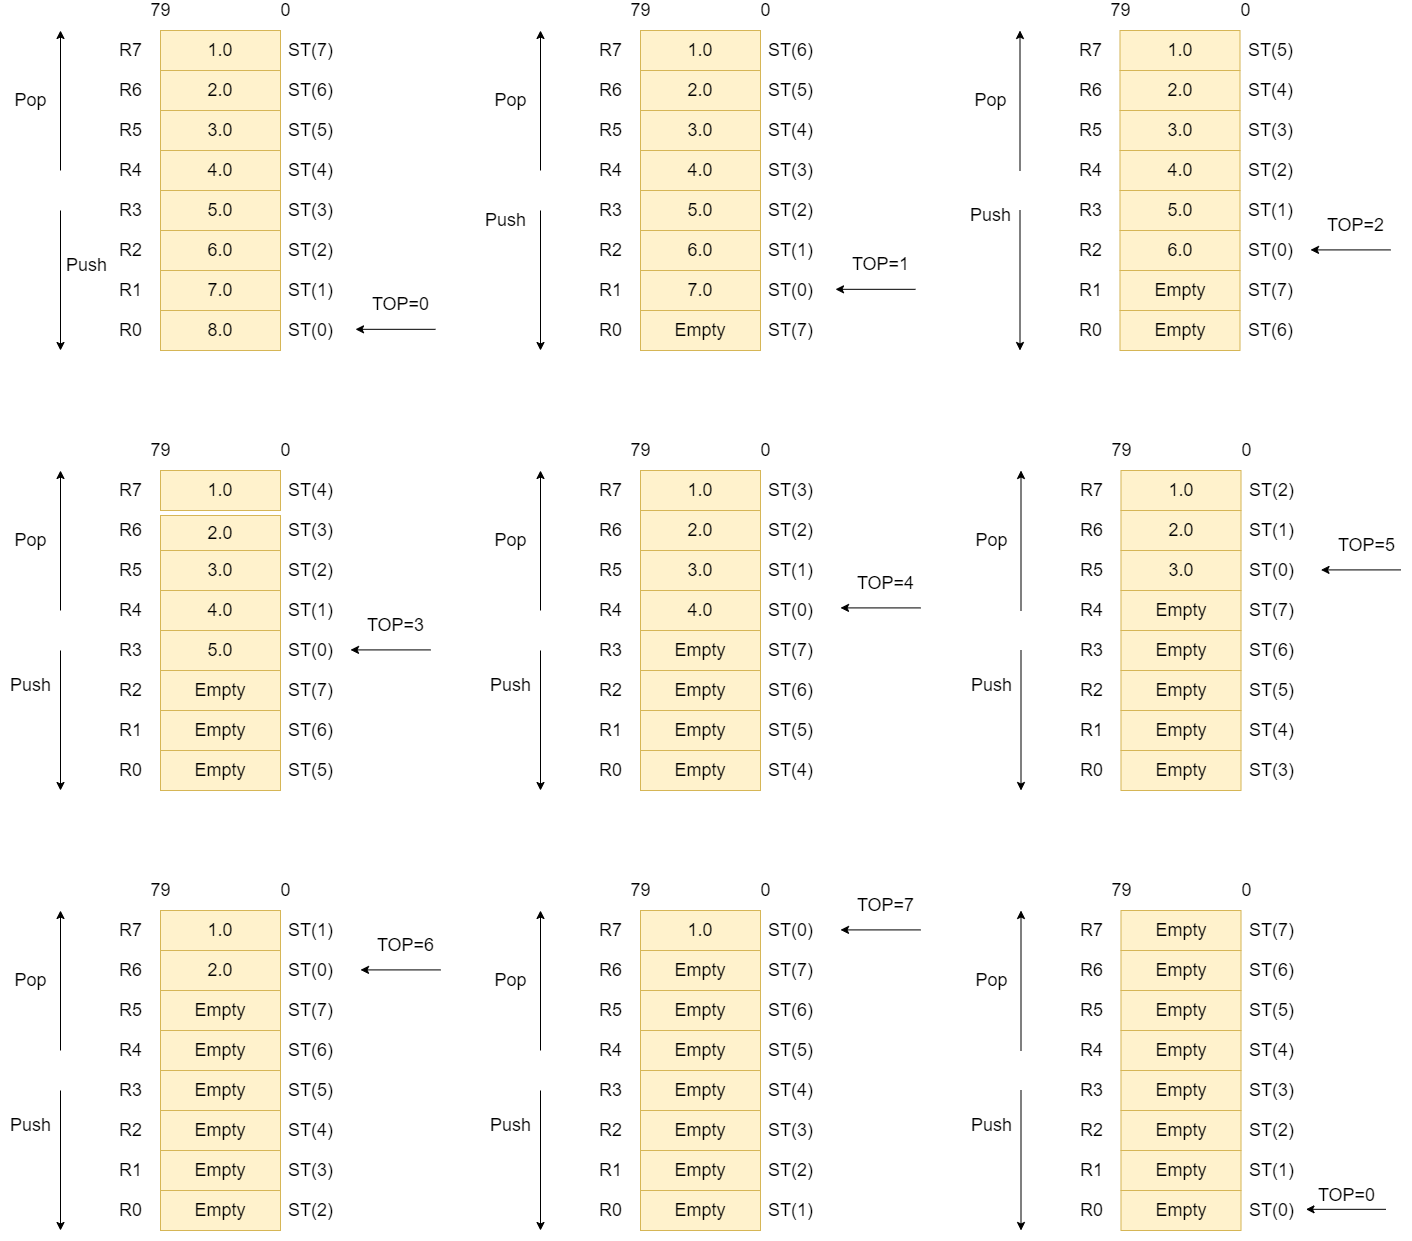 79 0
R7 1.0 ST(7)
R6 2.0 ST(6)
Pop
R5 3.0 ST(5)
R4 4.0 ST(4)
R3 5.0 ST(3)
R2 6.0 ST(2)
Push
R1 7.0 ST(1)
TOP=0
R0 8.0 ST(0)
79 0
R7 1.0 ST(6)
R6 2.0 ST(5)
Pop
R5 3.0 ST(4)
R4 4.0 ST(3)
R3 5.0 ST(2)
Push
R2 6.0 ST(1)
TOP=1
R1 7.0 ST(0)
R0 Empty ST(7)
79 0
R7 1.0 ST(5)
R6 2.0 ST(4)
Pop
R5 3.0 ST(3)
R4 4.0 ST(2)
R3 5.0 ST(1)
Push
TOP=2
R2 6.0 ST(0)
R1 Empty ST(7)
R0 Empty ST(6)
79 0
R7 1.0 ST(4)
R6 2.0 ST(3)
Pop
R5 3.0 ST(2)
R4 4.0 ST(1)
TOP=3
R3 5.0 ST(0)
Push
R2 Empty ST(7)
R1 Empty ST(6)
R0 Empty ST(5)
79 0
R7 1.0 ST(3)
R6 2.0 ST(2)
Pop
R5 3.0 ST(1)
TOP=4
R4 4.0 ST(0)
R3 Empty ST(7)
Push
R2 Empty ST(6)
R1 Empty ST(5)
R0 Empty ST(4)
79 0
R7 1.0 ST(2)
R6 2.0 ST(1)
Pop
TOP=5
R5 3.0 ST(0)
R4 Empty ST(7)
R3 Empty ST(6)
Push
R2 Empty ST(5)
R1 Empty ST(4)
R0 Empty ST(3)
79 0
R7 1.0 ST(1)
TOP=6
R6 2.0 ST(0)
Pop
R5 Empty ST(7)
R4 Empty ST(6)
R3 Empty ST(5)
Push
R2 Empty ST(4)
R1 Empty ST(3)
R0 Empty ST(2)
79 0
TOP=7
R7 1.0 ST(0)
R6 Empty ST(7)
Pop
R5 Empty ST(6)
R4 Empty ST(5)
R3 Empty ST(4)
Push
R2 Empty ST(3)
R1 Empty ST(2)
R0 Empty ST(1)
79 0
R7 Empty ST(7)
R6 Empty ST(6)
Pop
R5 Empty ST(5)
R4 Empty ST(4)
R3 Empty ST(3)
Push
R2 Empty ST(2)
R1 Empty ST(1)
TOP=0
R0 Empty ST(0)